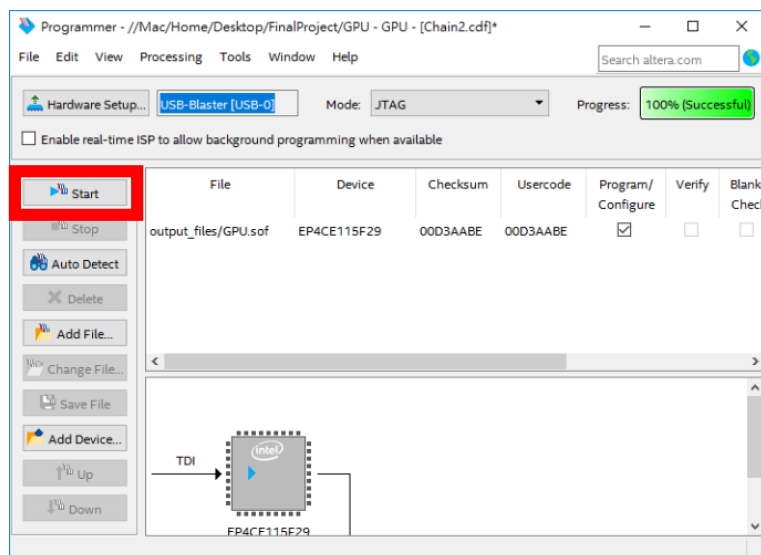 Programmer - //Mac/Home/Desktop/FinalProject/GPU - GPU - [Chain2.cdf]*
File Edit View Processing Tools Window Help
Search altera.com
Hardware Setup... USB-Blaster [USB-0] Mode: JTAG Progress: 100% (Successful)
Enable real-time ISP to allow background programming when available
Start
Stop
Auto Detect
Delete
Add File...
Change File...
Save File
Add Device...
Up
Down
File Device Checksum Usercode Program/ Verify Blank
Configure Chec
output_files/GPU.sof EP4CE115F29 00D3AABE 00D3AABE
TDI
intel
EP4CE115F29